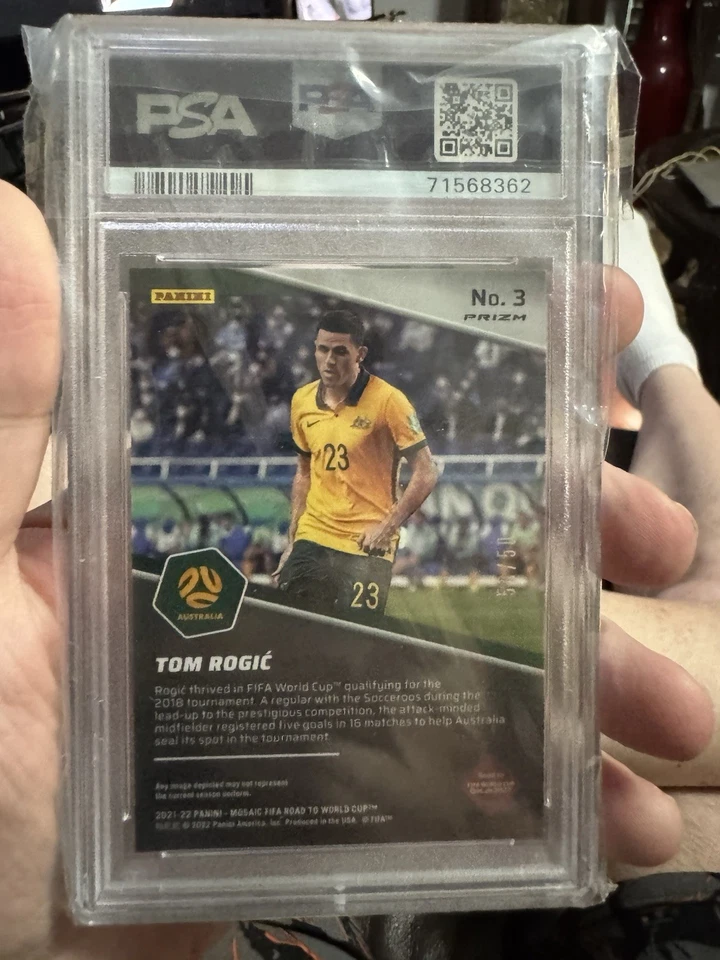 PSA
PSA
71568362
PANINI
No. 3
PRIZM
23
23
AUSTRALIA
TOM ROGIĆ
Rogić thrived in FIFA World Cup™ qualifying for the
2018 tournament. A regular with the Socceroos during the
lead-up to the prestigious competition, the attack-minded
midfielder registered five goals in 16 matches to help Australia
seal its spot in the tournament.
Any image depicted may not represent
the current season uniform.
2021-22 PANINI - MOSAIC FIFA ROAD TO WORLD CUP™
© 2022 Panini America, Inc. Produced in the USA. © FIFA™